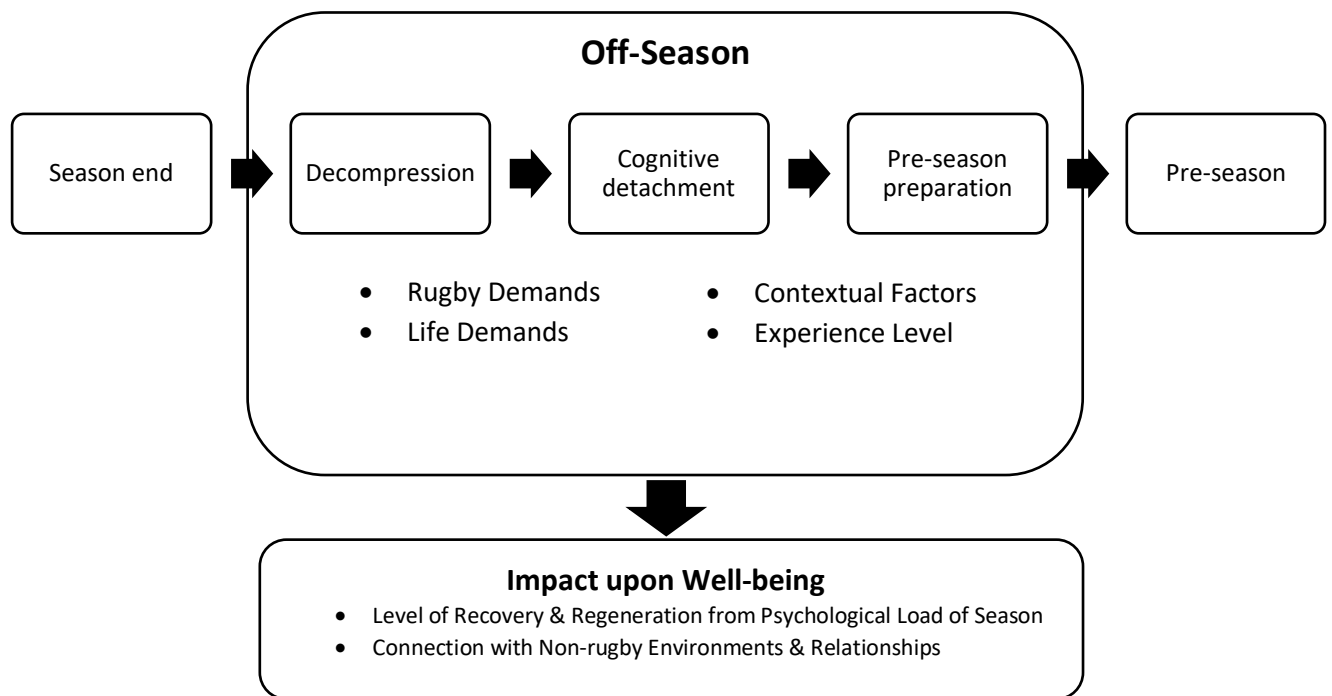 Off-Season
Season end
Decompression
Cognitive
detachment
Pre-season
preparation
Pre-season
• Rugby Demands
• Life Demands
• Contextual Factors
• Experience Level
Impact upon Well-being
• Level of Recovery & Regeneration from Psychological Load of Season
• Connection with Non-rugby Environments & Relationships